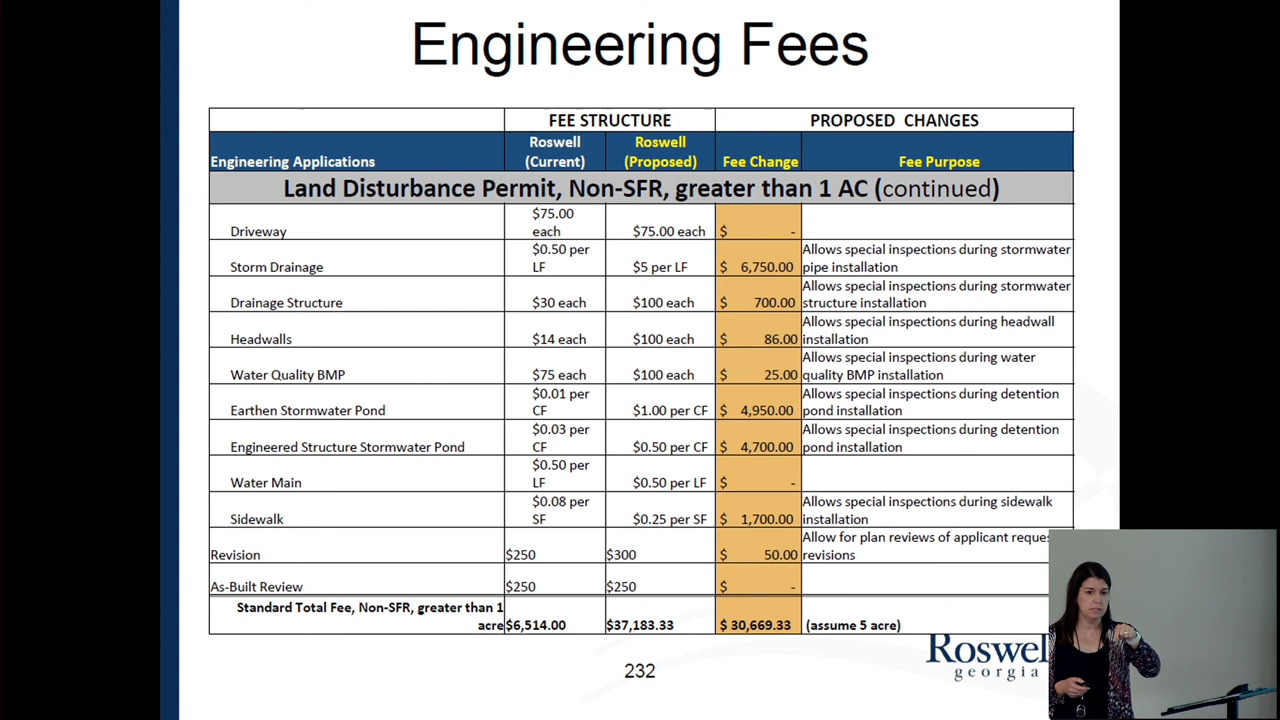 Engineering Fees
FEE STRUCTURE PROPOSED CHANGES
Engineering Applications Roswell (Current) Roswell (Proposed) Fee Change Fee Purpose
Land Disturbance Permit, Non-SFR, greater than 1 AC (continued)
Driveway $75.00 each $75.00 each $ -
Storm Drainage $0.50 per LF $5 per LF $ 6,750.00 Allows special inspections during stormwater pipe installation
Drainage Structure $30 each $100 each $ 700.00 Allows special inspections during stormwater structure installation
Headwalls $14 each $100 each $ 86.00 Allows special inspections during headwall installation
Water Quality BMP $75 each $100 each $ 25.00 Allows special inspections during water quality BMP installation
Earthen Stormwater Pond $0.01 per CF $1.00 per CF $ 4,950.00 Allows special inspections during detention pond installation
Engineered Structure Stormwater Pond $0.03 per CF $0.50 per CF $ 4,700.00 Allows special inspections during detention pond installation
Water Main $0.50 per LF $0.50 per LF $ -
Sidewalk $0.08 per SF $0.25 per SF $ 1,700.00 Allows special inspections during sidewalk installation
Revision $250 $300 $ 50.00 Allow for plan reviews of applicant reques revisions
As-Built Review $250 $250 $ -
Standard Total Fee, Non-SFR, greater than 1 acre $6,514.00 $37,183.33 $ 30,669.33 (assume 5 acre)
Roswel
georgia
232